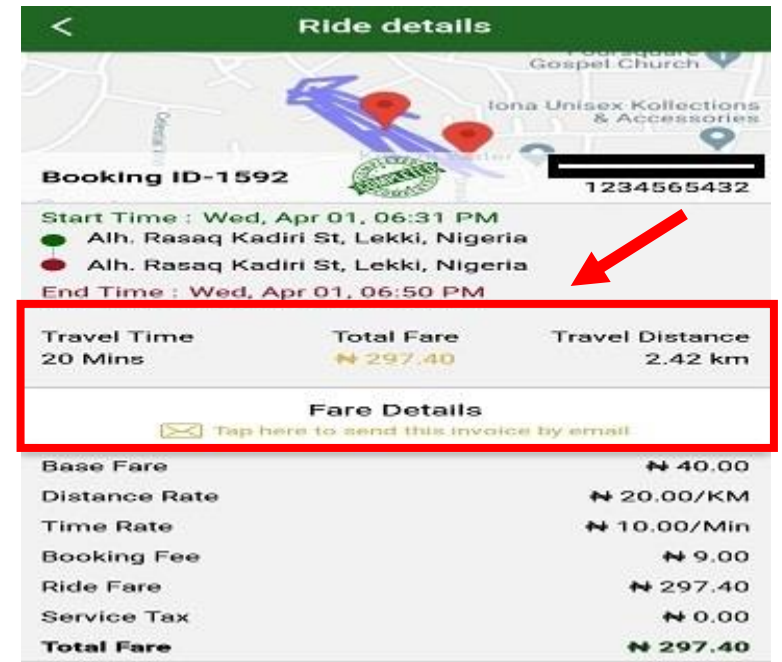 <
Ride details
Gospel Church
Iona Unisex Kollections
& Accessories
Booking ID-1592
1234565432
Start Time : Wed, Apr 01, 06:31 PM
Alh. Rasaq Kadiri St, Lekki, Nigeria
Alh. Rasaq Kadiri St, Lekki, Nigeria
End Time : Wed, Apr 01, 06:50 PM
Travel Time Total Fare Travel Distance
20 Mins ₦ 297.40 2.42 km
Fare Details
Tap here to send this invoice by email
Base Fare ₦ 40.00
Distance Rate ₦ 20.00/KM
Time Rate ₦ 10.00/Min
Booking Fee ₦ 9.00
Ride Fare ₦ 297.40
Service Tax ₦ 0.00
Total Fare ₦ 297.40